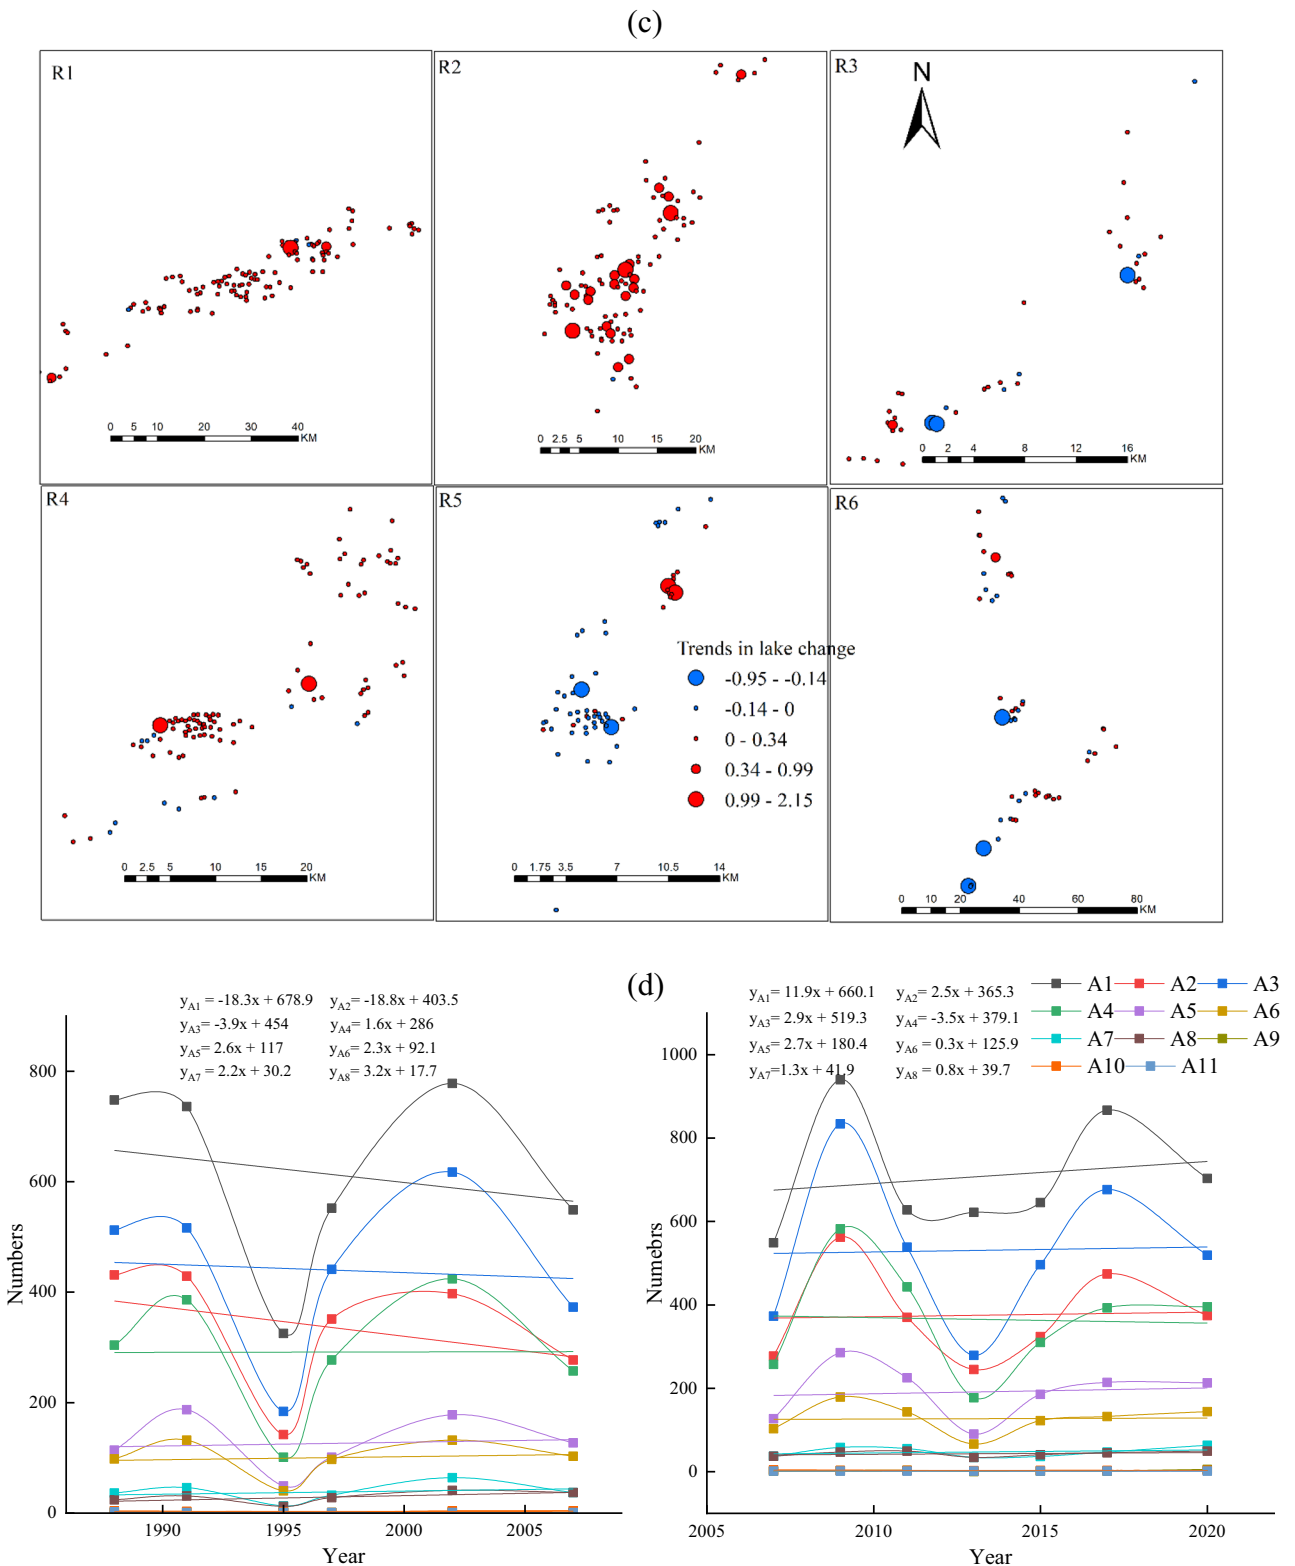 (c)
R1
R2
R3
N
0 5 10 20 30 40 KM
0 2.5 5 10 15 20 KM
0 1 2 4 8 12 16 KM
R4
R5
R6
Trends in lake change
-0.95 - -0.14
-0.14 - 0
0 - 0.34
0.34 - 0.99
0.99 - 2.15
0 2.5 5 10 15 20 KM
0 1.75 3.5 7 10.5 14 KM
0 10 20 40 60 80 KM
(d)
yA1 = -18.3x + 678.9 yA2= -18.8x + 403.5
yA3= -3.9x + 454 yA4= 1.6x + 286
yA5= 2.6x + 117 yA6= 2.3x + 92.1
yA7= 2.2x + 30.2 yA8= 3.2x + 17.7
800
600
400
200
0
Numbers
1990 1995 2000 2005
Year
yA1= 11.9x + 660.1 yA2= 2.5x + 365.3
yA3= 2.9x + 519.3 yA4= -3.5x + 379.1
yA5= 2.7x + 180.4 yA6 = 0.3x + 125.9
yA7=1.3x + 41.9 yA8 = 0.8x + 39.7
A1 A2 A3
A4 A5 A6
A7 A8 A9
A10 A11
1000
800
600
400
200
0
Numebrs
2005 2010 2015 2020
Year